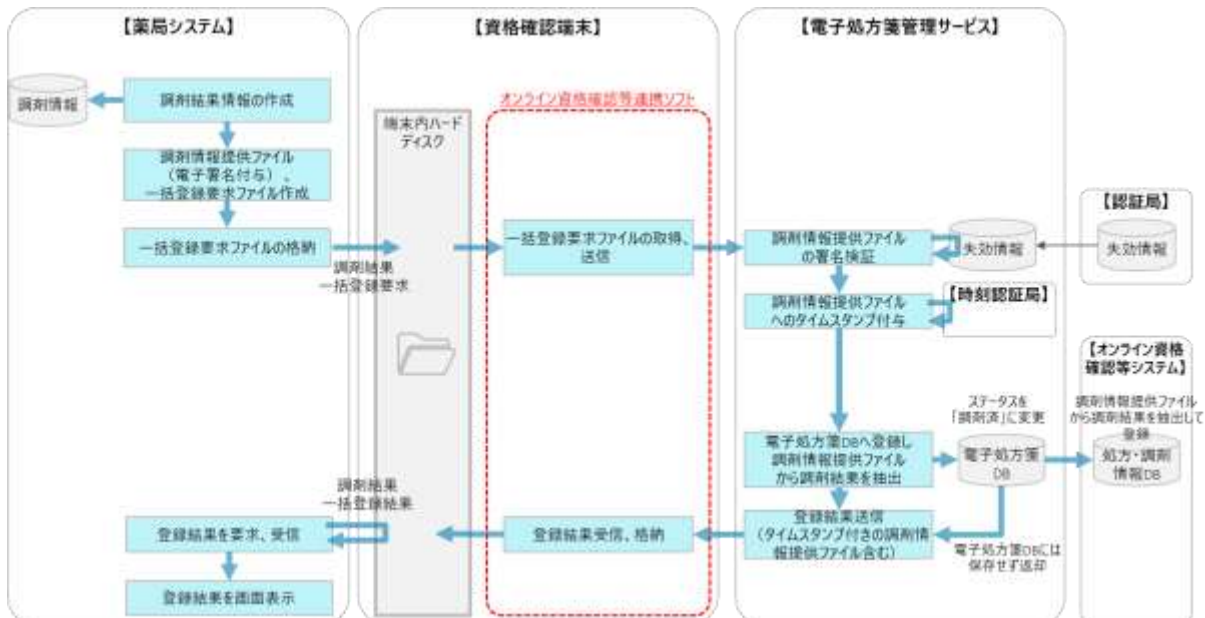 【薬局システム】
【資格確認端末】
【電子処方箋管理サービス】
調剤情報
調剤結果情報の作成
調剤情報提供ファイル
(電子署名付与)、
一括登録要求ファイル作成
一括登録要求ファイルの格納
調剤結果
一括登録要求
端末内ハード
ディスク
オンライン資格確認等連携ソフト
一括登録要求ファイルの取得、
送信
調剤情報提供ファイル
の署名検証
失効情報
【認証局】
失効情報
調剤情報提供ファイル
へのタイムスタンプ付与
【時刻認証局】
【オンライン資格
確認等システム】
ステータスを
「調剤済」に変更
調剤情報提供ファイル
から調剤結果を抽出して
登録
電子処方箋DBへ登録し
調剤情報提供ファイル
から調剤結果を抽出
電子処方箋
DB
処方・調剤
情報DB
調剤結果
一括登録結果
登録結果を要求、受信
登録結果受信、格納
登録結果送信
(タイムスタンプ付きの調剤情
報提供ファイル含む)
電子処方箋DBには
保存せず返却
登録結果を画面表示